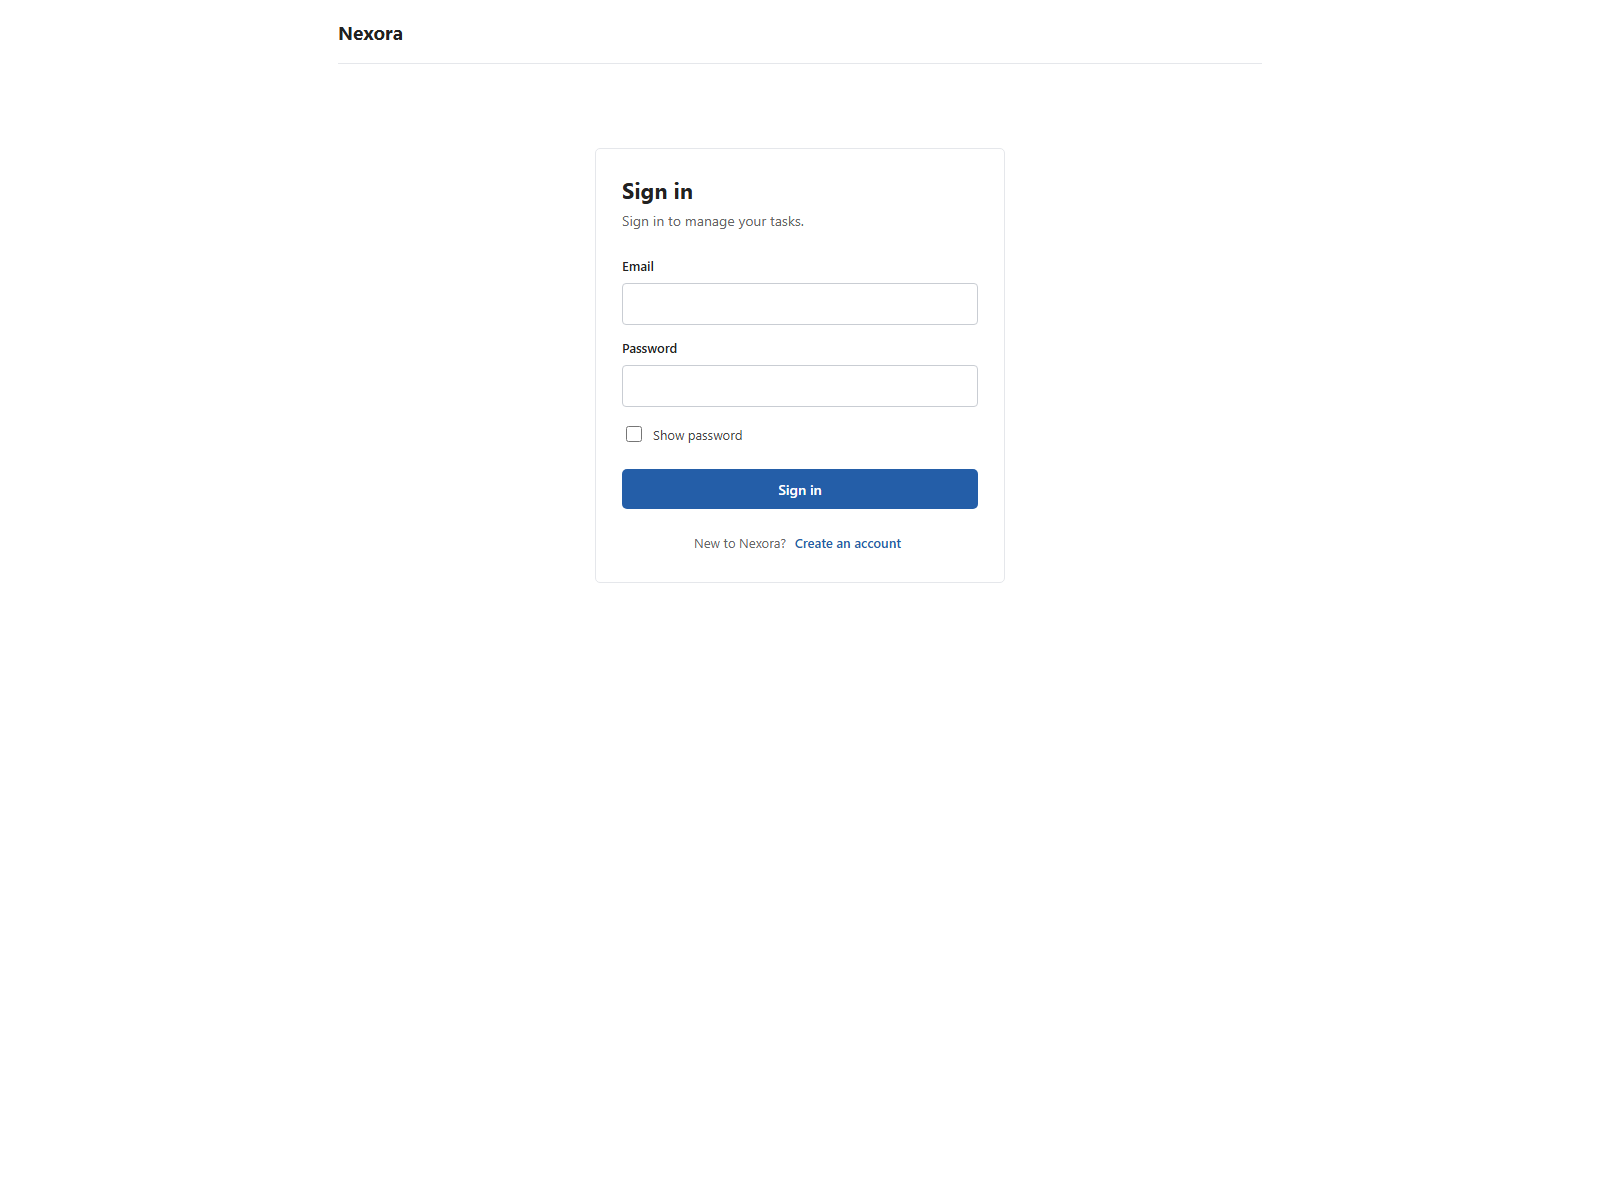 Nexora
Sign in
Sign in to manage your tasks.
Email
Password
Show password
Sign in
New to Nexora? Create an account